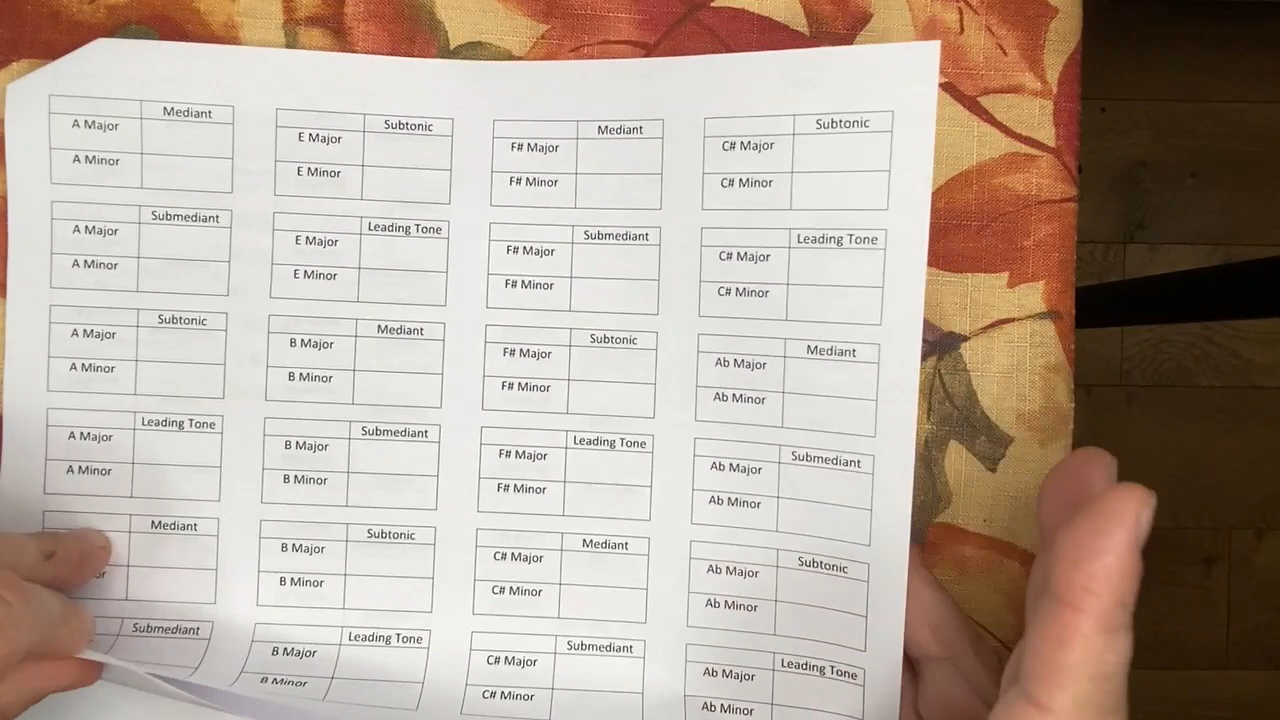 Mediant
A Major
A Minor
Submediant
A Major
A Minor
Subtonic
A Major
A Minor
Leading Tone
A Major
A Minor
Mediant
Submediant
Subtonic
E Major
E Minor
Leading Tone
E Major
E Minor
Mediant
B Major
B Minor
Submediant
B Major
B Minor
Subtonic
B Major
B Minor
Leading Tone
B Major
B Minor
Mediant
F# Major
F# Minor
Submediant
F# Major
F# Minor
Subtonic
F# Major
F# Minor
Leading Tone
F# Major
F# Minor
Mediant
C# Major
C# Minor
Submediant
C# Major
C# Minor
Subtonic
C# Major
C# Minor
Leading Tone
C# Major
C# Minor
Mediant
Ab Major
Ab Minor
Submediant
Ab Major
Ab Minor
Subtonic
Ab Major
Ab Minor
Leading Tone
Ab Major
Ab Minor